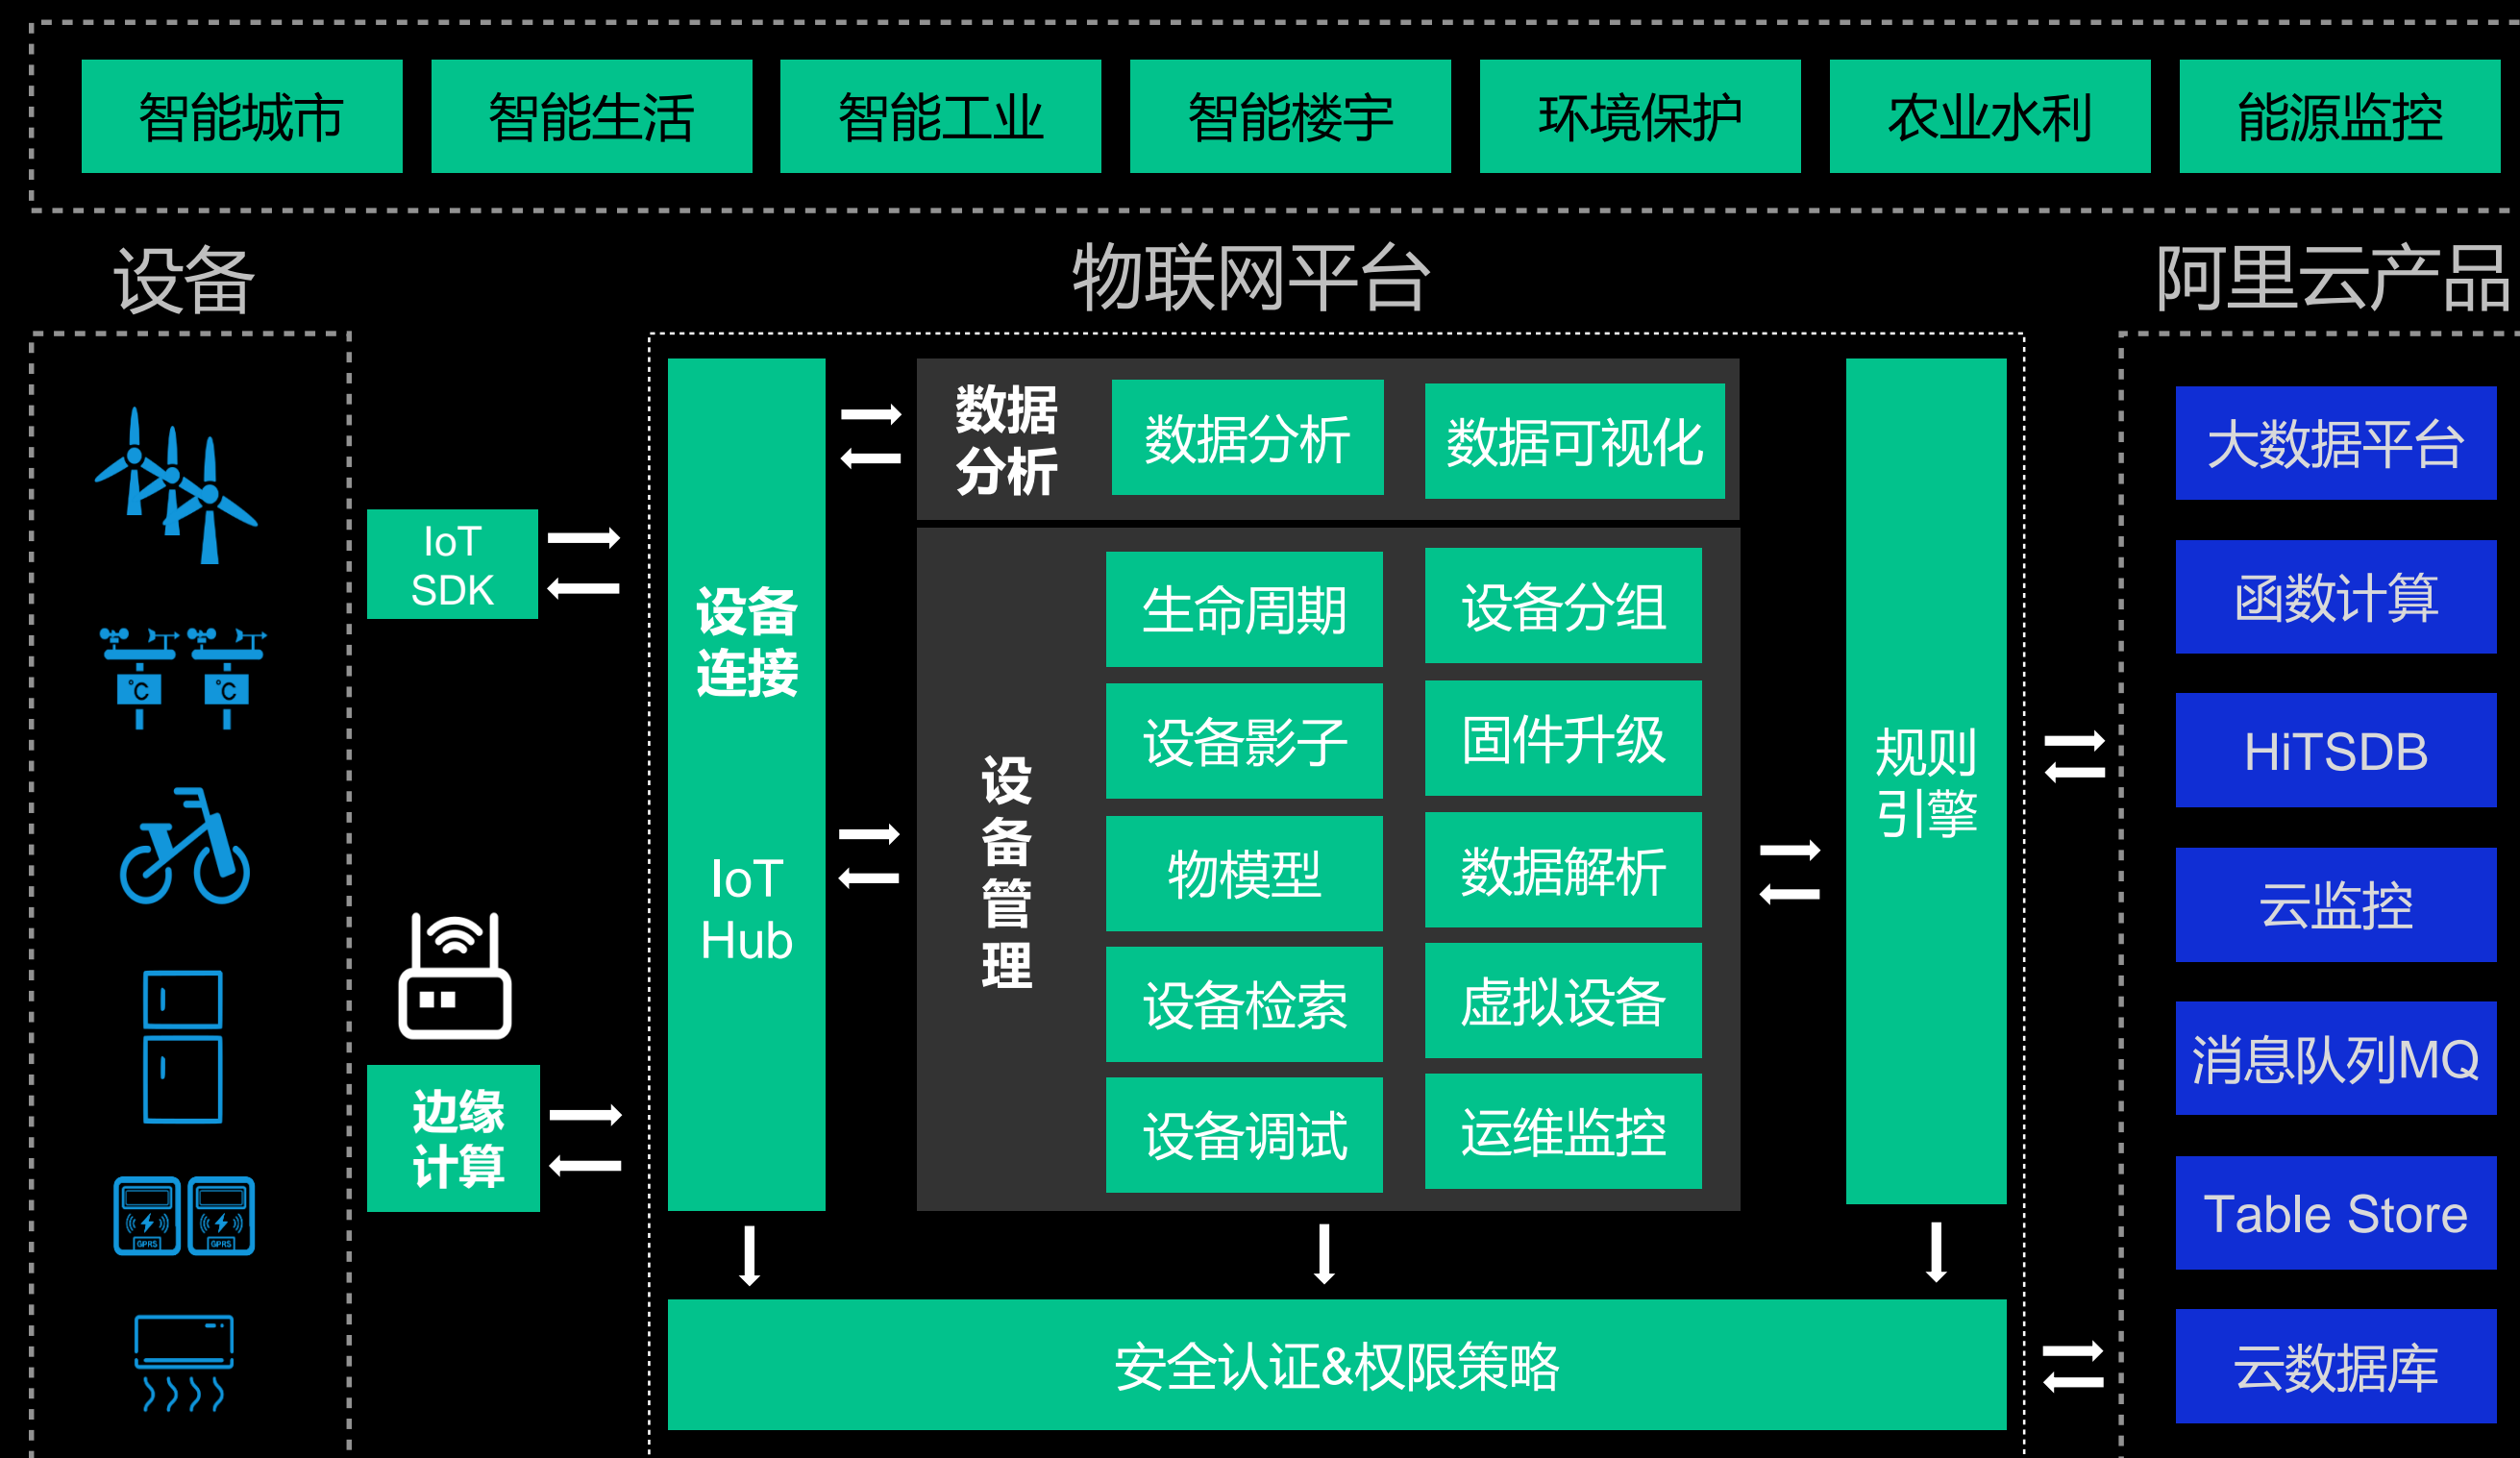 智能城市
智能生活
智能工业
智能楼宇
环境保护
农业水利
能源监控
设备
物联网平台
阿里云产品
℃
℃
GPRS
GPRS
IoT
SDK
边缘
计算
设备
连接
IoT
Hub
数据
分析
数据分析
数据可视化
设
备
管
理
生命周期
设备分组
设备影子
固件升级
物模型
数据解析
设备检索
虚拟设备
设备调试
运维监控
规则
引擎
安全认证&权限策略
大数据平台
函数计算
HiTSDB
云监控
消息队列MQ
Table Store
云数据库